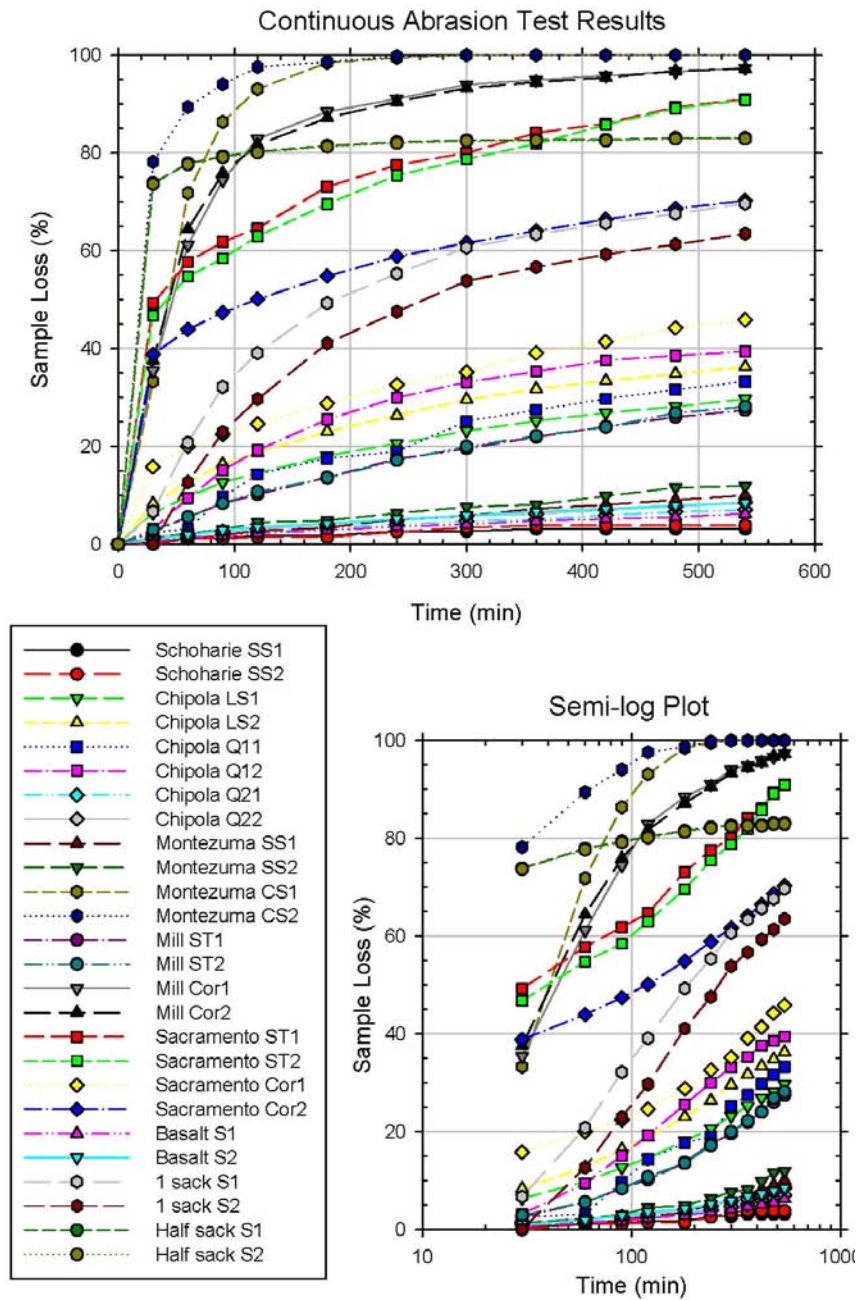 Continuous Abrasion Test Results
100
80
60
40
20
0
Sample Loss (%)
0 100 200 300 400 500 600
Time (min)
Schoharie SS1
Schoharie SS2
Chipola LS1
Chipola LS2
Chipola Q11
Chipola Q12
Chipola Q21
Chipola Q22
Montezuma SS1
Montezuma SS2
Montezuma CS1
Montezuma CS2
Mill ST1
Mill ST2
Mill Cor1
Mill Cor2
Sacramento ST1
Sacramento ST2
Sacramento Cor1
Sacramento Cor2
Basalt S1
Basalt S2
1 sack S1
1 sack S2
Half sack S1
Half sack S2
Semi-log Plot
100
80
60
40
20
0
Sample Loss (%)
10 100 1000
Time (min)